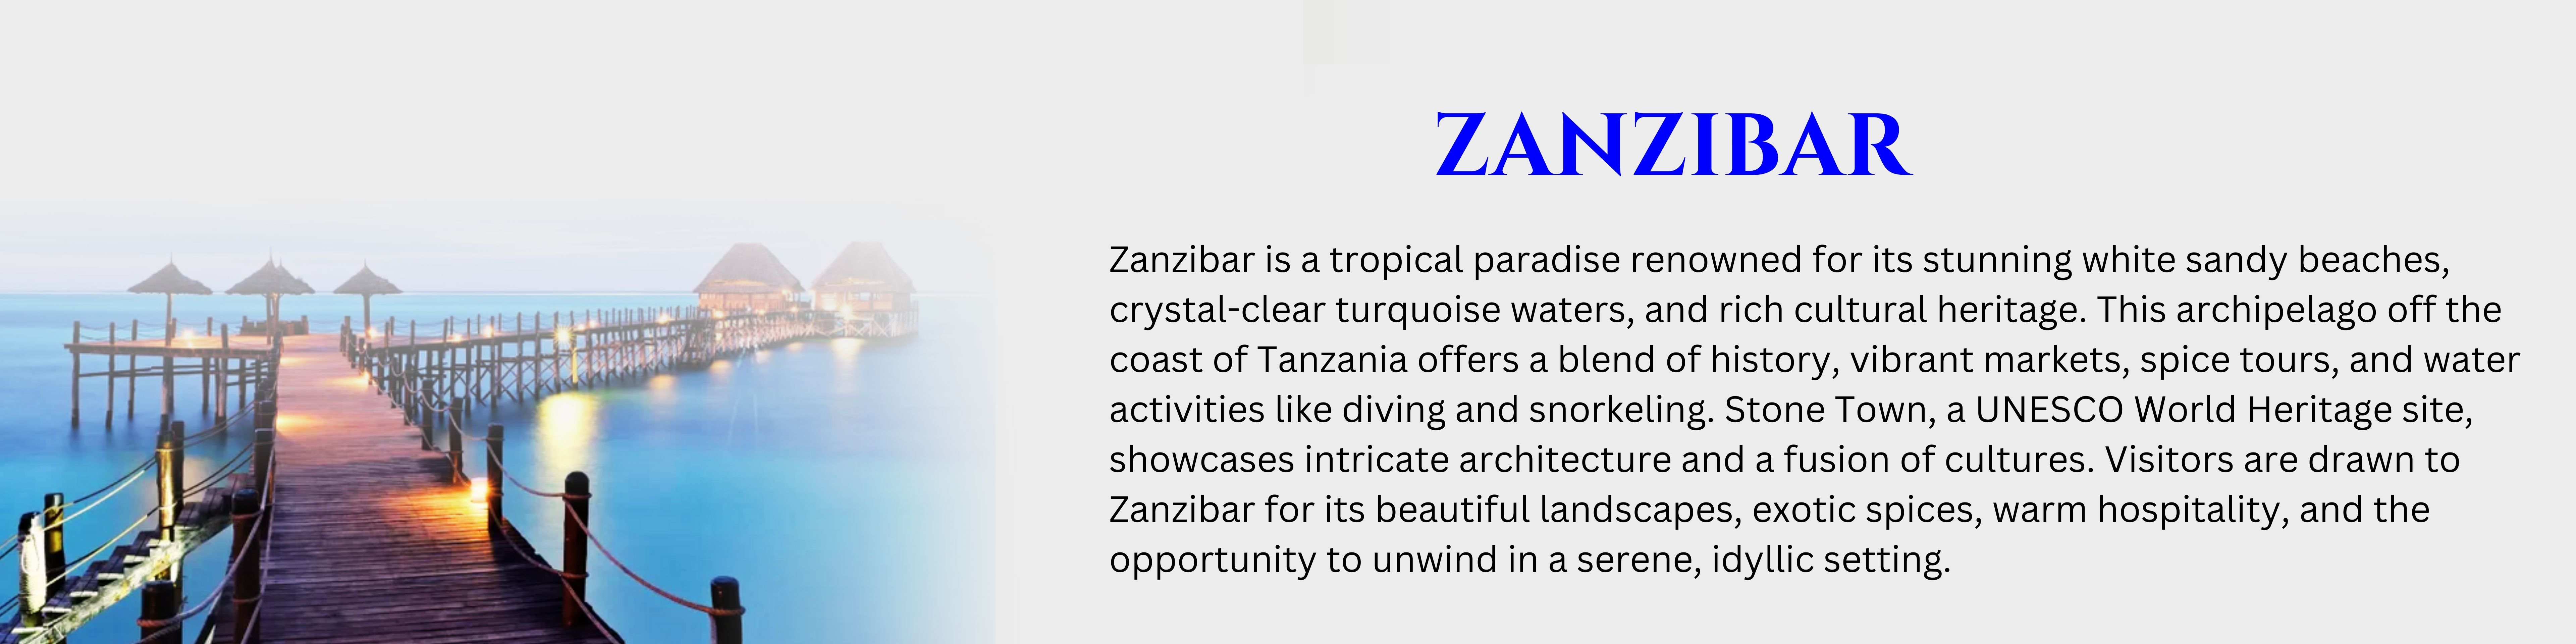 ZANZIBAR
Zanzibar is a tropical paradise renowned for its stunning white sandy beaches,
crystal-clear turquoise waters, and rich cultural heritage. This archipelago off the
coast of Tanzania offers a blend of history, vibrant markets, spice tours, and water
activities like diving and snorkeling. Stone Town, a UNESCO World Heritage site,
showcases intricate architecture and a fusion of cultures. Visitors are drawn to
Zanzibar for its beautiful landscapes, exotic spices, warm hospitality, and the
opportunity to unwind in a serene, idyllic setting.